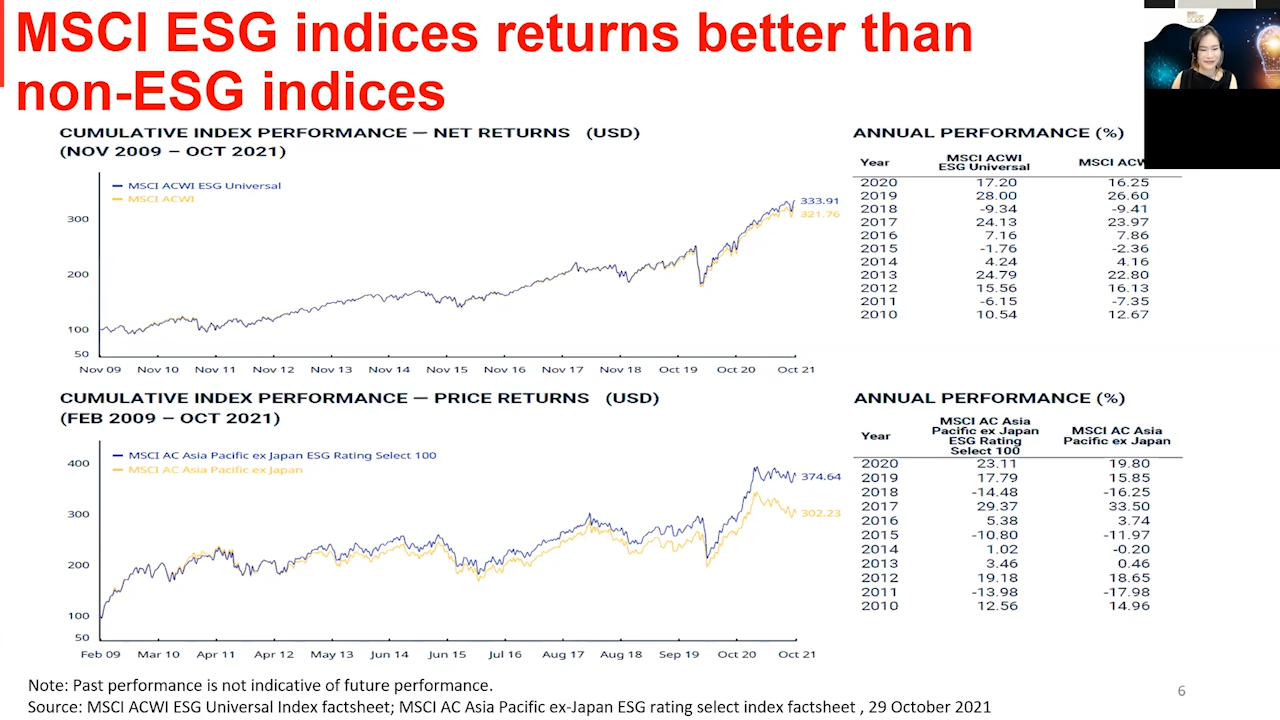 MSCI ESG indices returns better than
non-ESG indices
CUMULATIVE INDEX PERFORMANCE — NET RETURNS (USD)
(NOV 2009 – OCT 2021)
MSCI ACWI ESG Universal
MSCI ACWI
333.91
321.76
300
200
100
50
Nov 09 Nov 10 Nov 11 Nov 12 Nov 13 Nov 14 Nov 15 Nov 16 Nov 17 Nov 18 Oct 19 Oct 20 Oct 21
ANNUAL PERFORMANCE (%)
Year MSCI ACWI ESG Universal MSCI ACW
2020 17.20 16.25
2019 28.00 26.60
2018 -9.34 -9.41
2017 24.13 23.97
2016 7.16 7.86
2015 -1.76 -2.36
2014 4.24 4.16
2013 24.79 22.80
2012 15.56 16.13
2011 -6.15 -7.35
2010 10.54 12.67
CUMULATIVE INDEX PERFORMANCE — PRICE RETURNS (USD)
(FEB 2009 – OCT 2021)
MSCI AC Asia Pacific ex Japan ESG Rating Select 100
MSCI AC Asia Pacific ex Japan
374.64
302.23
400
300
200
100
50
Feb 09 Mar 10 Apr 11 Apr 12 May 13 Jun 14 Jun 15 Jul 16 Aug 17 Aug 18 Sep 19 Oct 20 Oct 21
ANNUAL PERFORMANCE (%)
Year MSCI AC Asia Pacific ex Japan ESG Rating Select 100 MSCI AC Asia Pacific ex Japan
2020 23.11 19.80
2019 17.79 15.85
2018 -14.48 -16.25
2017 29.37 33.50
2016 5.38 3.74
2015 -10.80 -11.97
2014 1.02 -0.20
2013 3.46 0.46
2012 19.18 18.65
2011 -13.98 -17.98
2010 12.56 14.96
Note: Past performance is not indicative of future performance.
Source: MSCI ACWI ESG Universal Index factsheet; MSCI AC Asia Pacific ex-Japan ESG rating select index factsheet , 29 October 2021
6